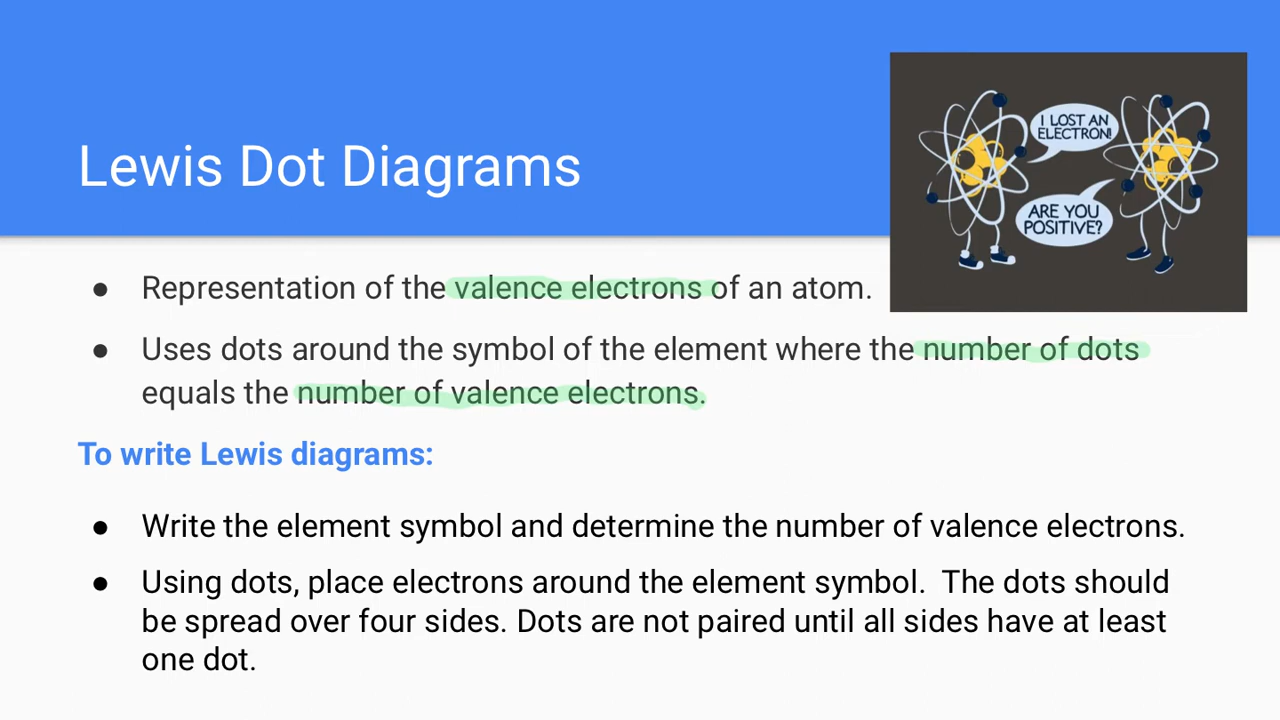 Lewis Dot Diagrams
I LOST AN
ELECTRON!
ARE YOU
POSITIVE?
● Representation of the valence electrons of an atom.
● Uses dots around the symbol of the element where the number of dots
equals the number of valence electrons.
To write Lewis diagrams:
● Write the element symbol and determine the number of valence electrons.
● Using dots, place electrons around the element symbol. The dots should
be spread over four sides. Dots are not paired until all sides have at least
one dot.